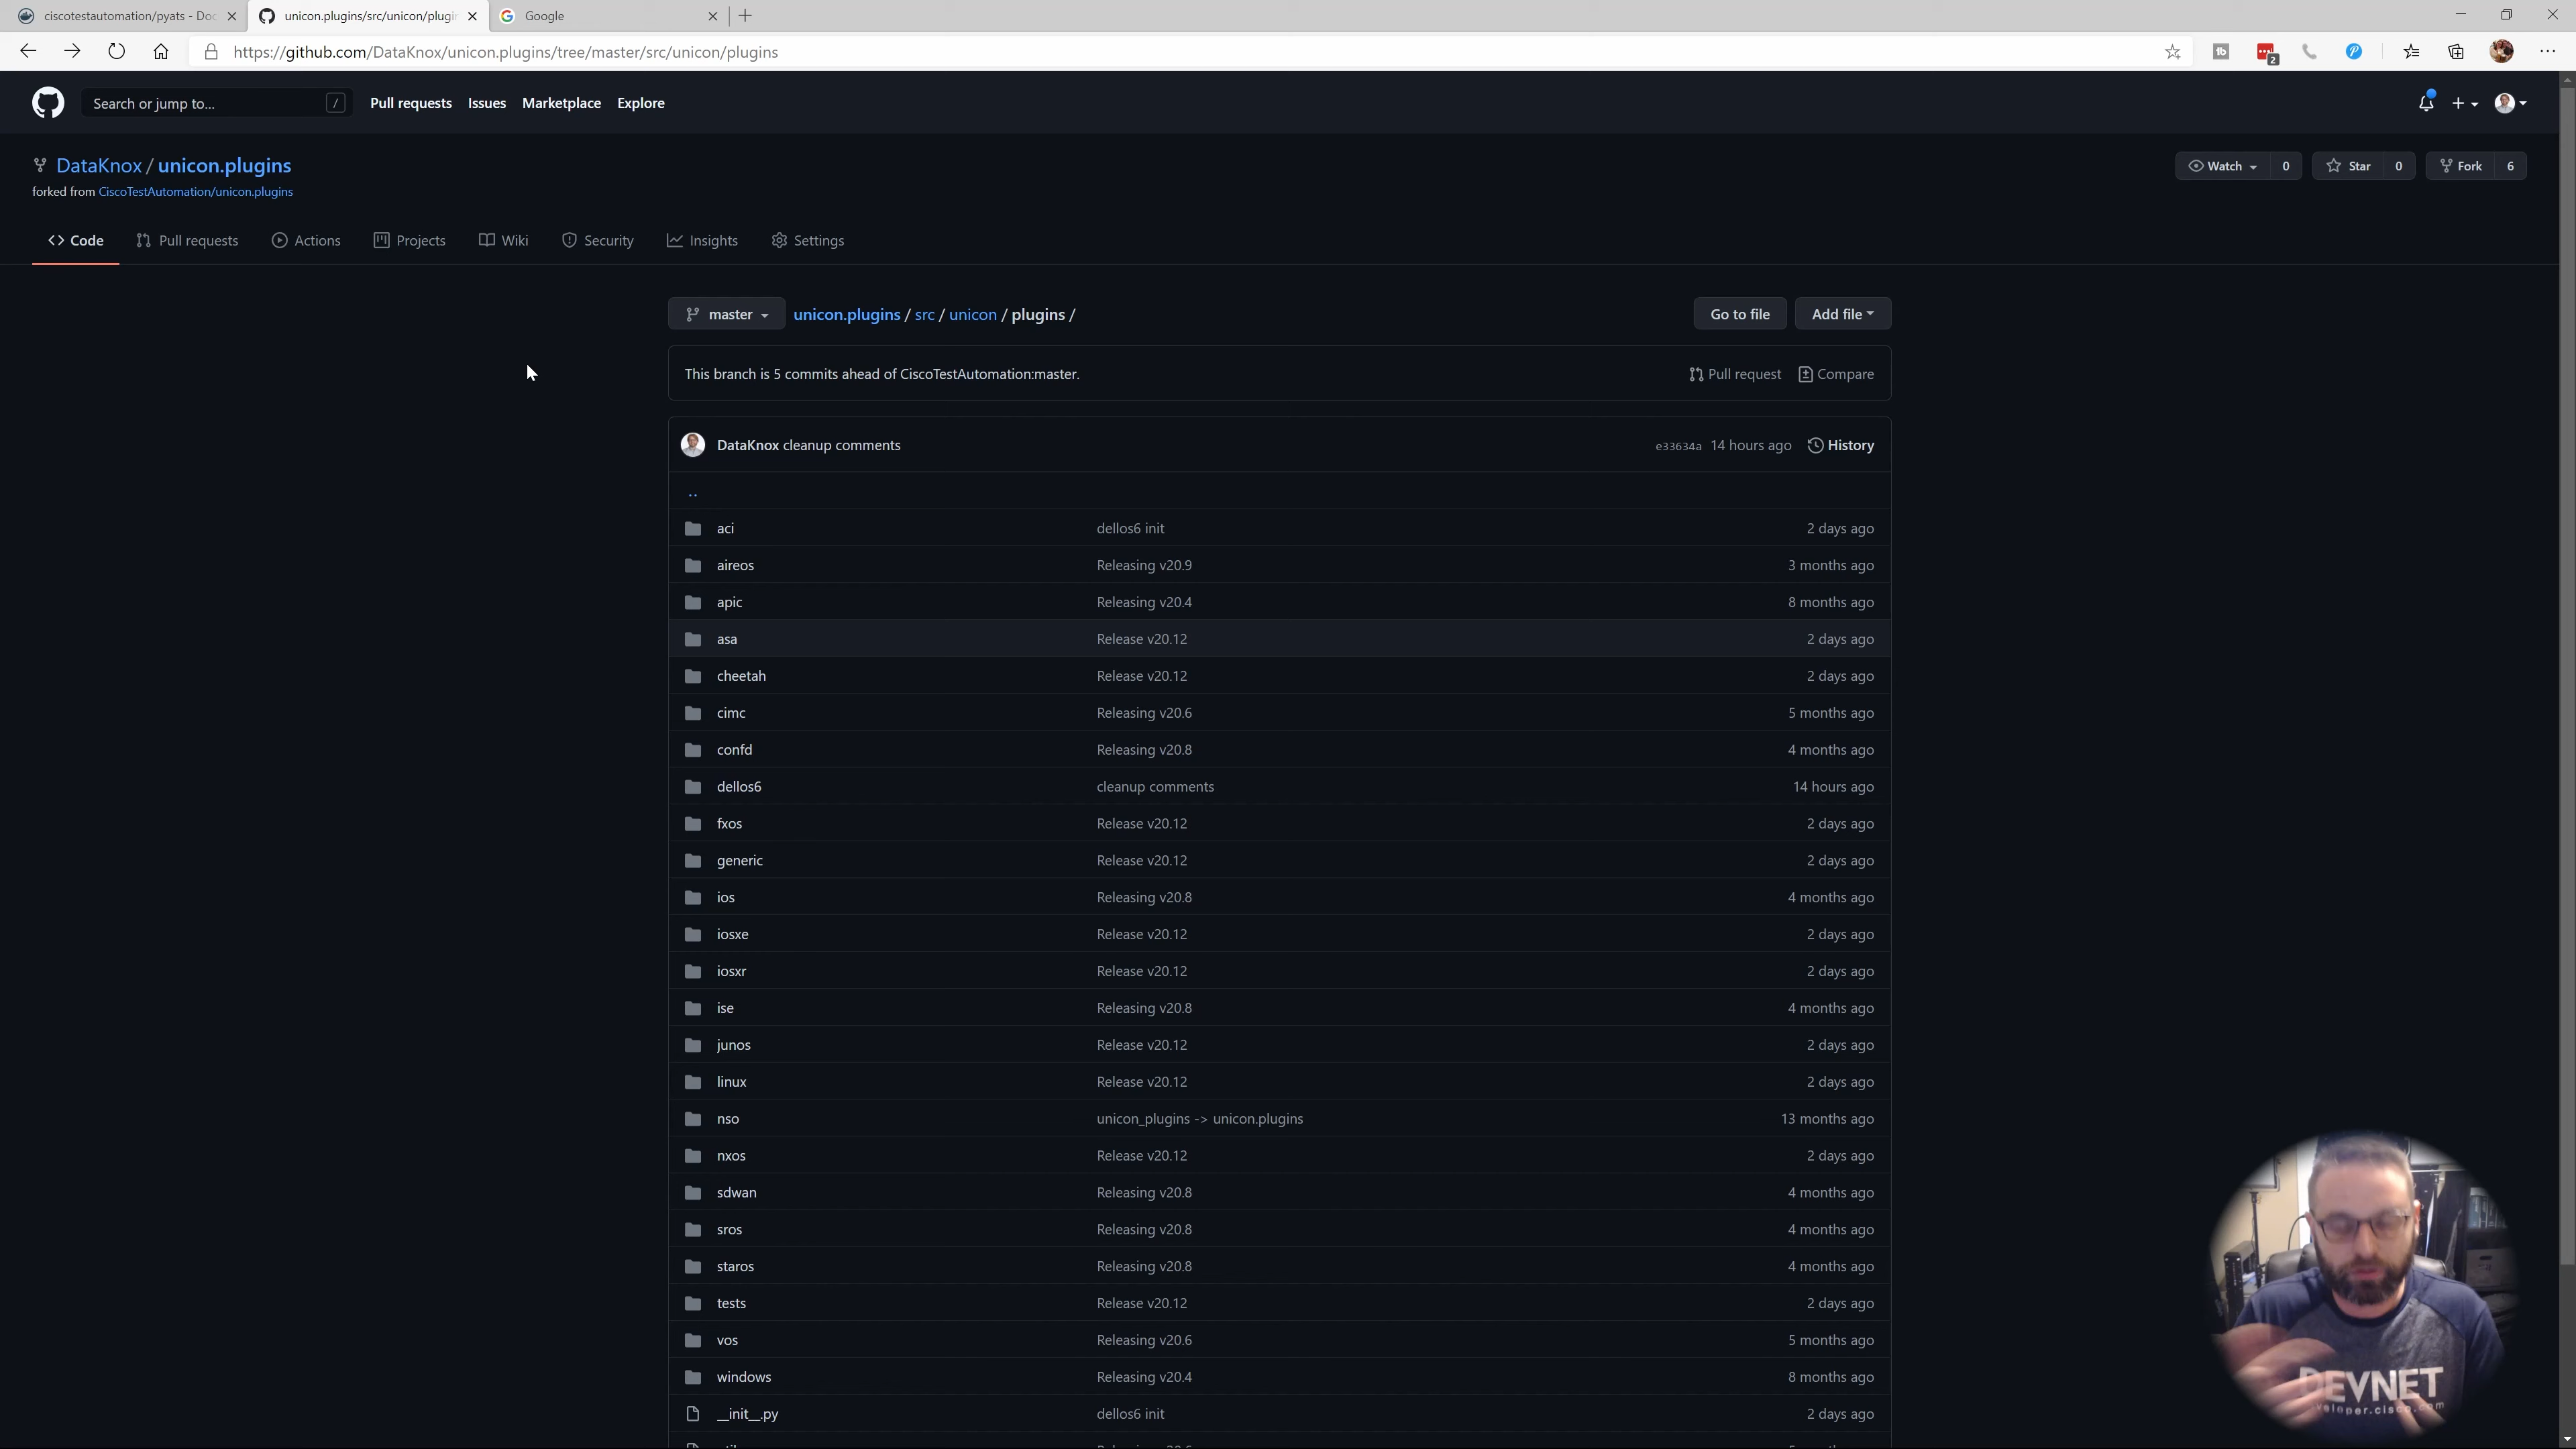 ciscotestautomation/pyats - Doc
unicon.plugins/src/unicon/plugin
Google
https://github.com/DataKnox/unicon.plugins/tree/master/src/unicon/plugins
2
Search or jump to...
/
Pull requests
Issues
Marketplace
Explore
DataKnox / unicon.plugins
forked from CiscoTestAutomation/unicon.plugins
Watch
0
Star
0
Fork
6
Code
Pull requests
Actions
Projects
Wiki
Security
Insights
Settings
master
unicon.plugins / src / unicon / plugins /
Go to file
Add file
This branch is 5 commits ahead of CiscoTestAutomation:master.
Pull request
Compare
DataKnox cleanup comments
e33634a 14 hours ago
History
..
aci dellos6 init 2 days ago
aireos Releasing v20.9 3 months ago
apic Releasing v20.4 8 months ago
asa Release v20.12 2 days ago
cheetah Release v20.12 2 days ago
cimc Releasing v20.6 5 months ago
confd Releasing v20.8 4 months ago
dellos6 cleanup comments 14 hours ago
fxos Release v20.12 2 days ago
generic Release v20.12 2 days ago
ios Releasing v20.8 4 months ago
iosxe Release v20.12 2 days ago
iosxr Release v20.12 2 days ago
ise Releasing v20.8 4 months ago
junos Release v20.12 2 days ago
linux Release v20.12 2 days ago
nso unicon_plugins -> unicon.plugins 13 months ago
nxos Release v20.12 2 days ago
sdwan Releasing v20.8 4 months ago
sros Releasing v20.8 4 months ago
staros Releasing v20.8 4 months ago
tests Release v20.12 2 days ago
vos Releasing v20.6 5 months ago
windows Releasing v20.4 8 months ago
__init__.py dellos6 init 2 days ago
DEVNET
veloper.cisco.com